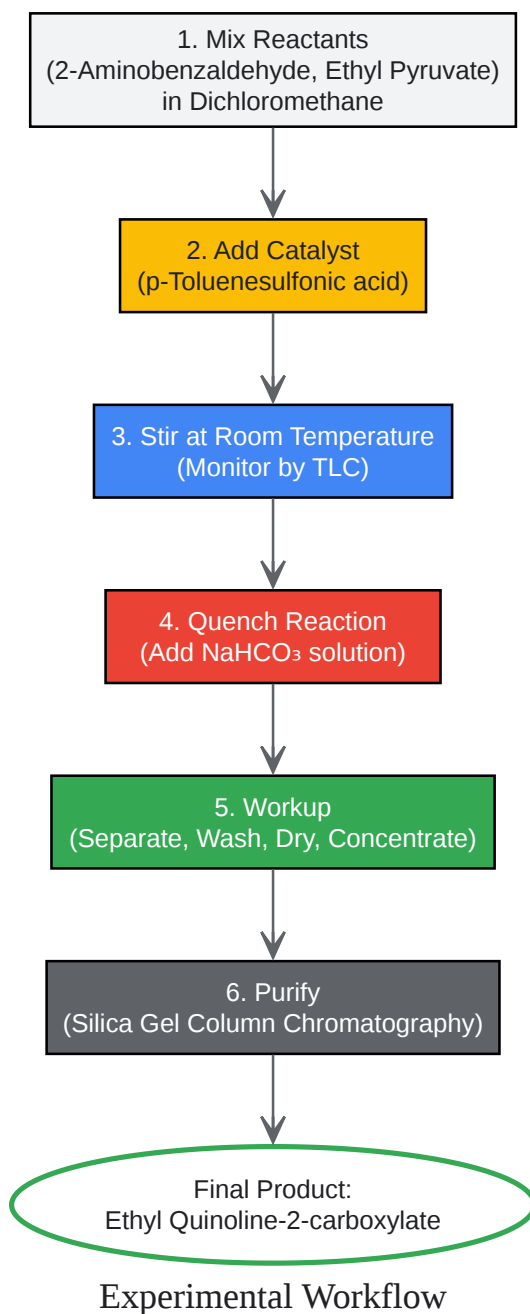 1. Mix Reactants
(2-Aminobenzaldehyde, Ethyl Pyruvate)
in Dichloromethane
2. Add Catalyst
(p-Toluenesulfonic acid)
3. Stir at Room Temperature
(Monitor by TLC)
4. Quench Reaction
(Add NaHCO₃ solution)
5. Workup
(Separate, Wash, Dry, Concentrate)
6. Purify
(Silica Gel Column Chromatography)
Final Product:
Ethyl Quinoline-2-carboxylate
Experimental Workflow